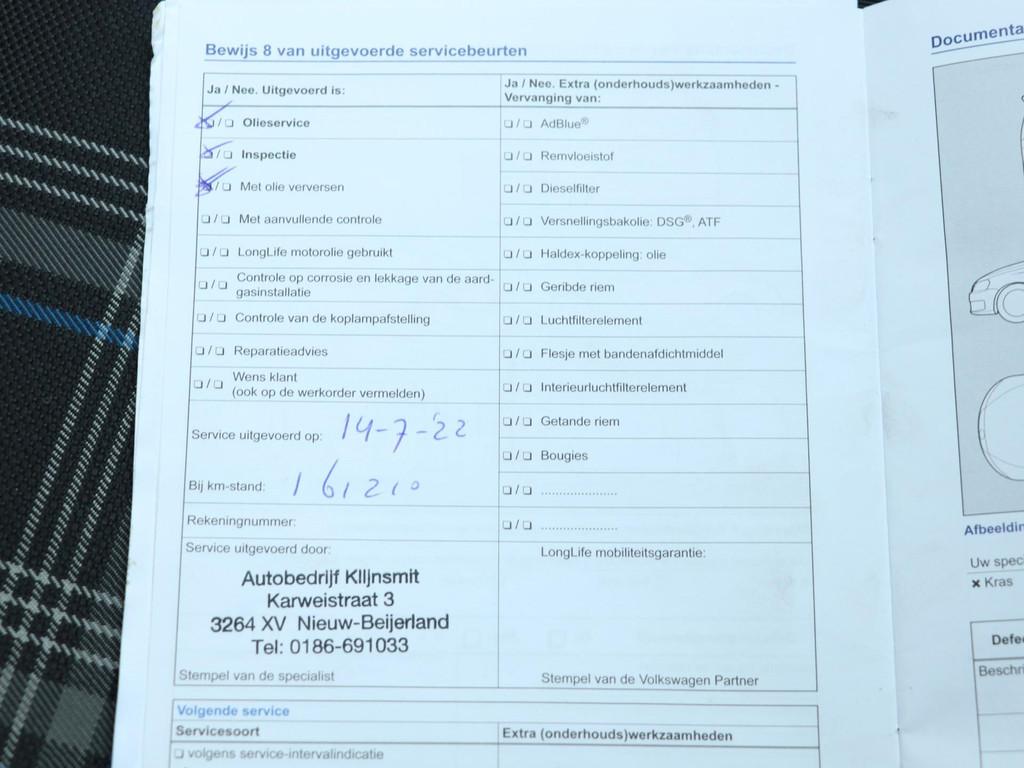 Bewijs 8 van uitgevoerde servicebeurten
Ja / Nee. Uitgevoerd is:
❏ / ❏ Olieservice
❏ / ❏ Inspectie
❏ / ❏ Met olie verversen
❏ / ❏ Met aanvullende controle
❏ / ❏ LongLife motorolie gebruikt
❏ / ❏ Controle op corrosie en lekkage van de aard-
gasinstallatie
❏ / ❏ Controle van de koplampafstelling
❏ / ❏ Reparatieadvies
❏ / ❏ Wens klant
(ook op de werkorder vermelden)
Service uitgevoerd op: 14-7-'22
Bij km-stand: 161210
Rekeningnummer:
Service uitgevoerd door:
Autobedrijf KlIjnsmit
Karweistraat 3
3264 XV Nieuw-Beijerland
Tel: 0186-691033
Stempel van de specialist
Ja / Nee. Extra (onderhouds)werkzaamheden -
Vervanging van:
❏ / ❏ AdBlue®
❏ / ❏ Remvloeistof
❏ / ❏ Dieselfilter
❏ / ❏ Versnellingsbakolie: DSG®, ATF
❏ / ❏ Haldex-koppeling: olie
❏ / ❏ Geribde riem
❏ / ❏ Luchtfilterelement
❏ / ❏ Flesje met bandenafdichtmiddel
❏ / ❏ Interieurluchtfilterelement
❏ / ❏ Getande riem
❏ / ❏ Bougies
❏ / ❏ .....................
❏ / ❏ .....................
LongLife mobiliteitsgarantie:
Stempel van de Volkswagen Partner
Volgende service
Servicesoort
Extra (onderhouds)werkzaamheden
❏ volgens service-intervalindicatie
Documenta
Afbeeldin
Uw spec
× Kras
Defe
Beschri